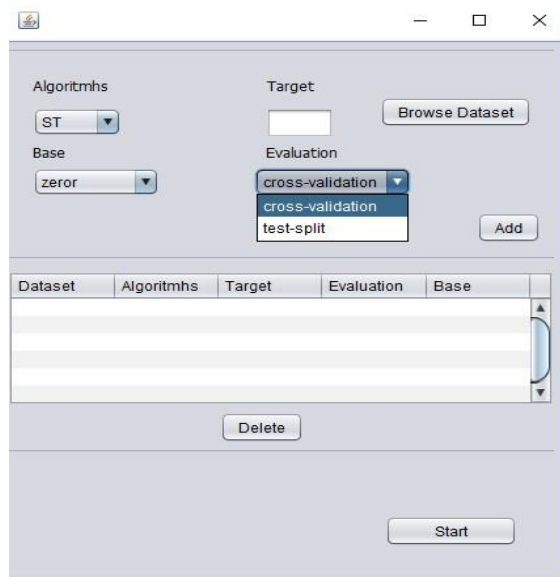 Algoritmhs Target
ST Browse Dataset
Base Evaluation
zeror cross-validation
cross-validation
test-split
Add
Dataset Algoritmhs Target Evaluation Base
Delete
Start